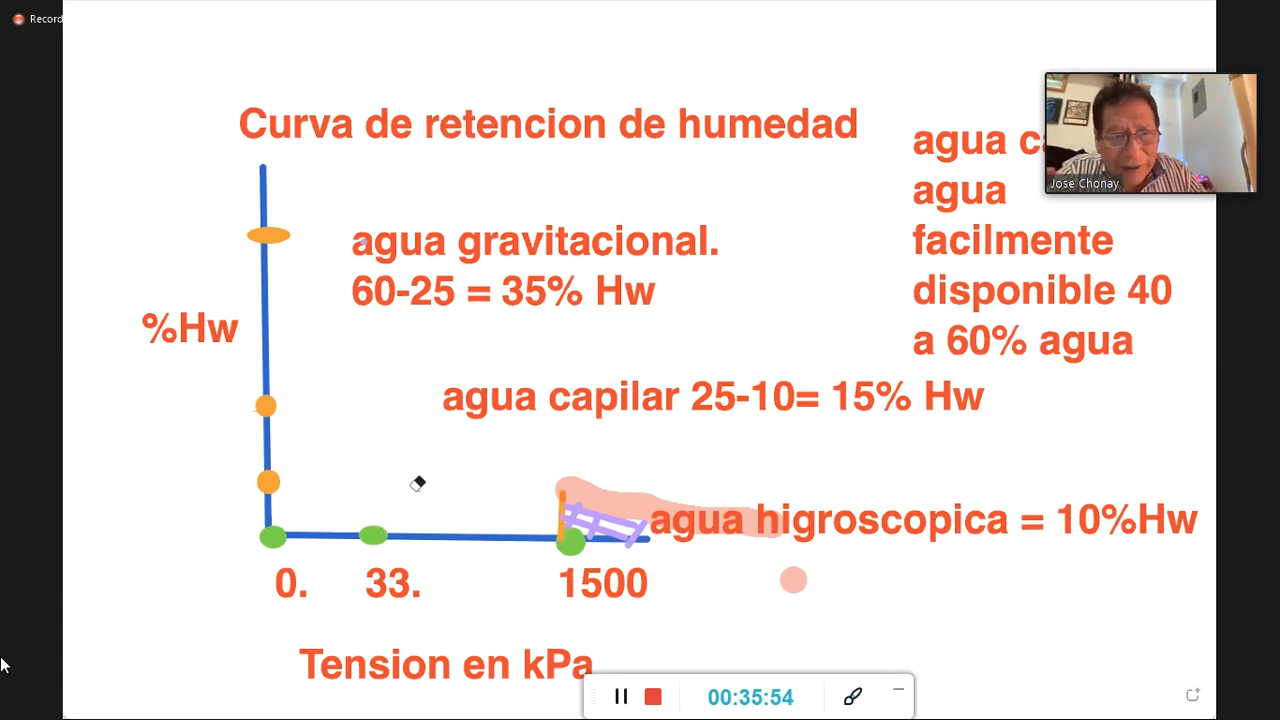 Record
Curva de retencion de humedad
agua
Jose Chonay
agua
agua gravitacional.
facilmente
60-25 = 35% Hw
disponible 40
%Hw
a 60% agua
agua capilar 25-10= 15% Hw
agua higroscopica = 10%Hw
0. 33. 1500
Tension en kPa
00:35:54